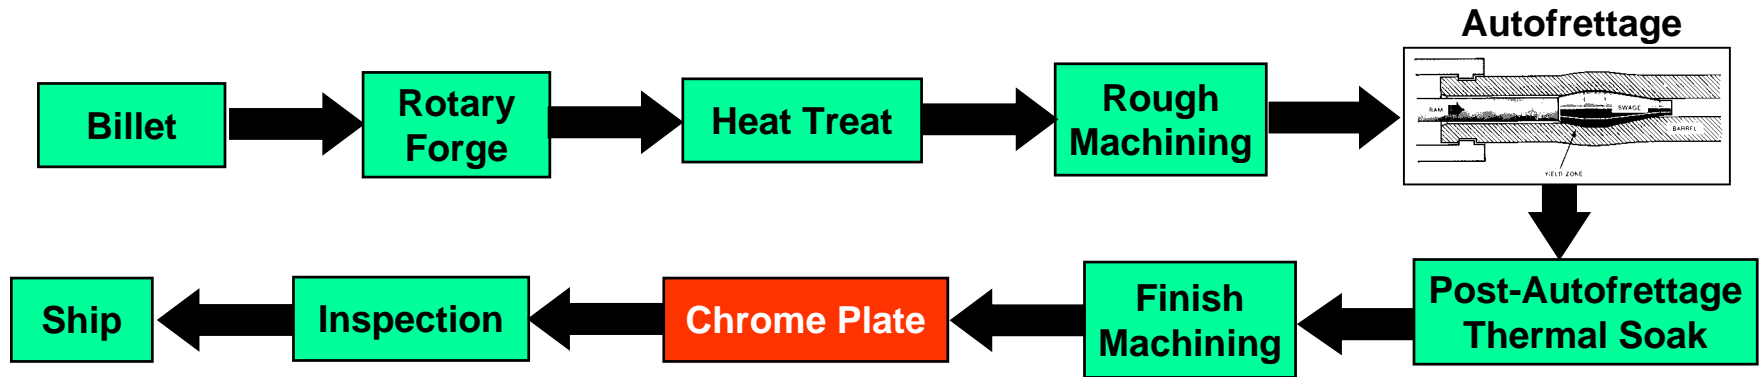 Autofrettage
Billet
Rotary
Forge
Heat Treat
Rough
Machining
RAM
SWAGE
BARREL
YIELD ZONE
Post-Autofrettage
Thermal Soak
Finish
Machining
Chrome Plate
Inspection
Ship